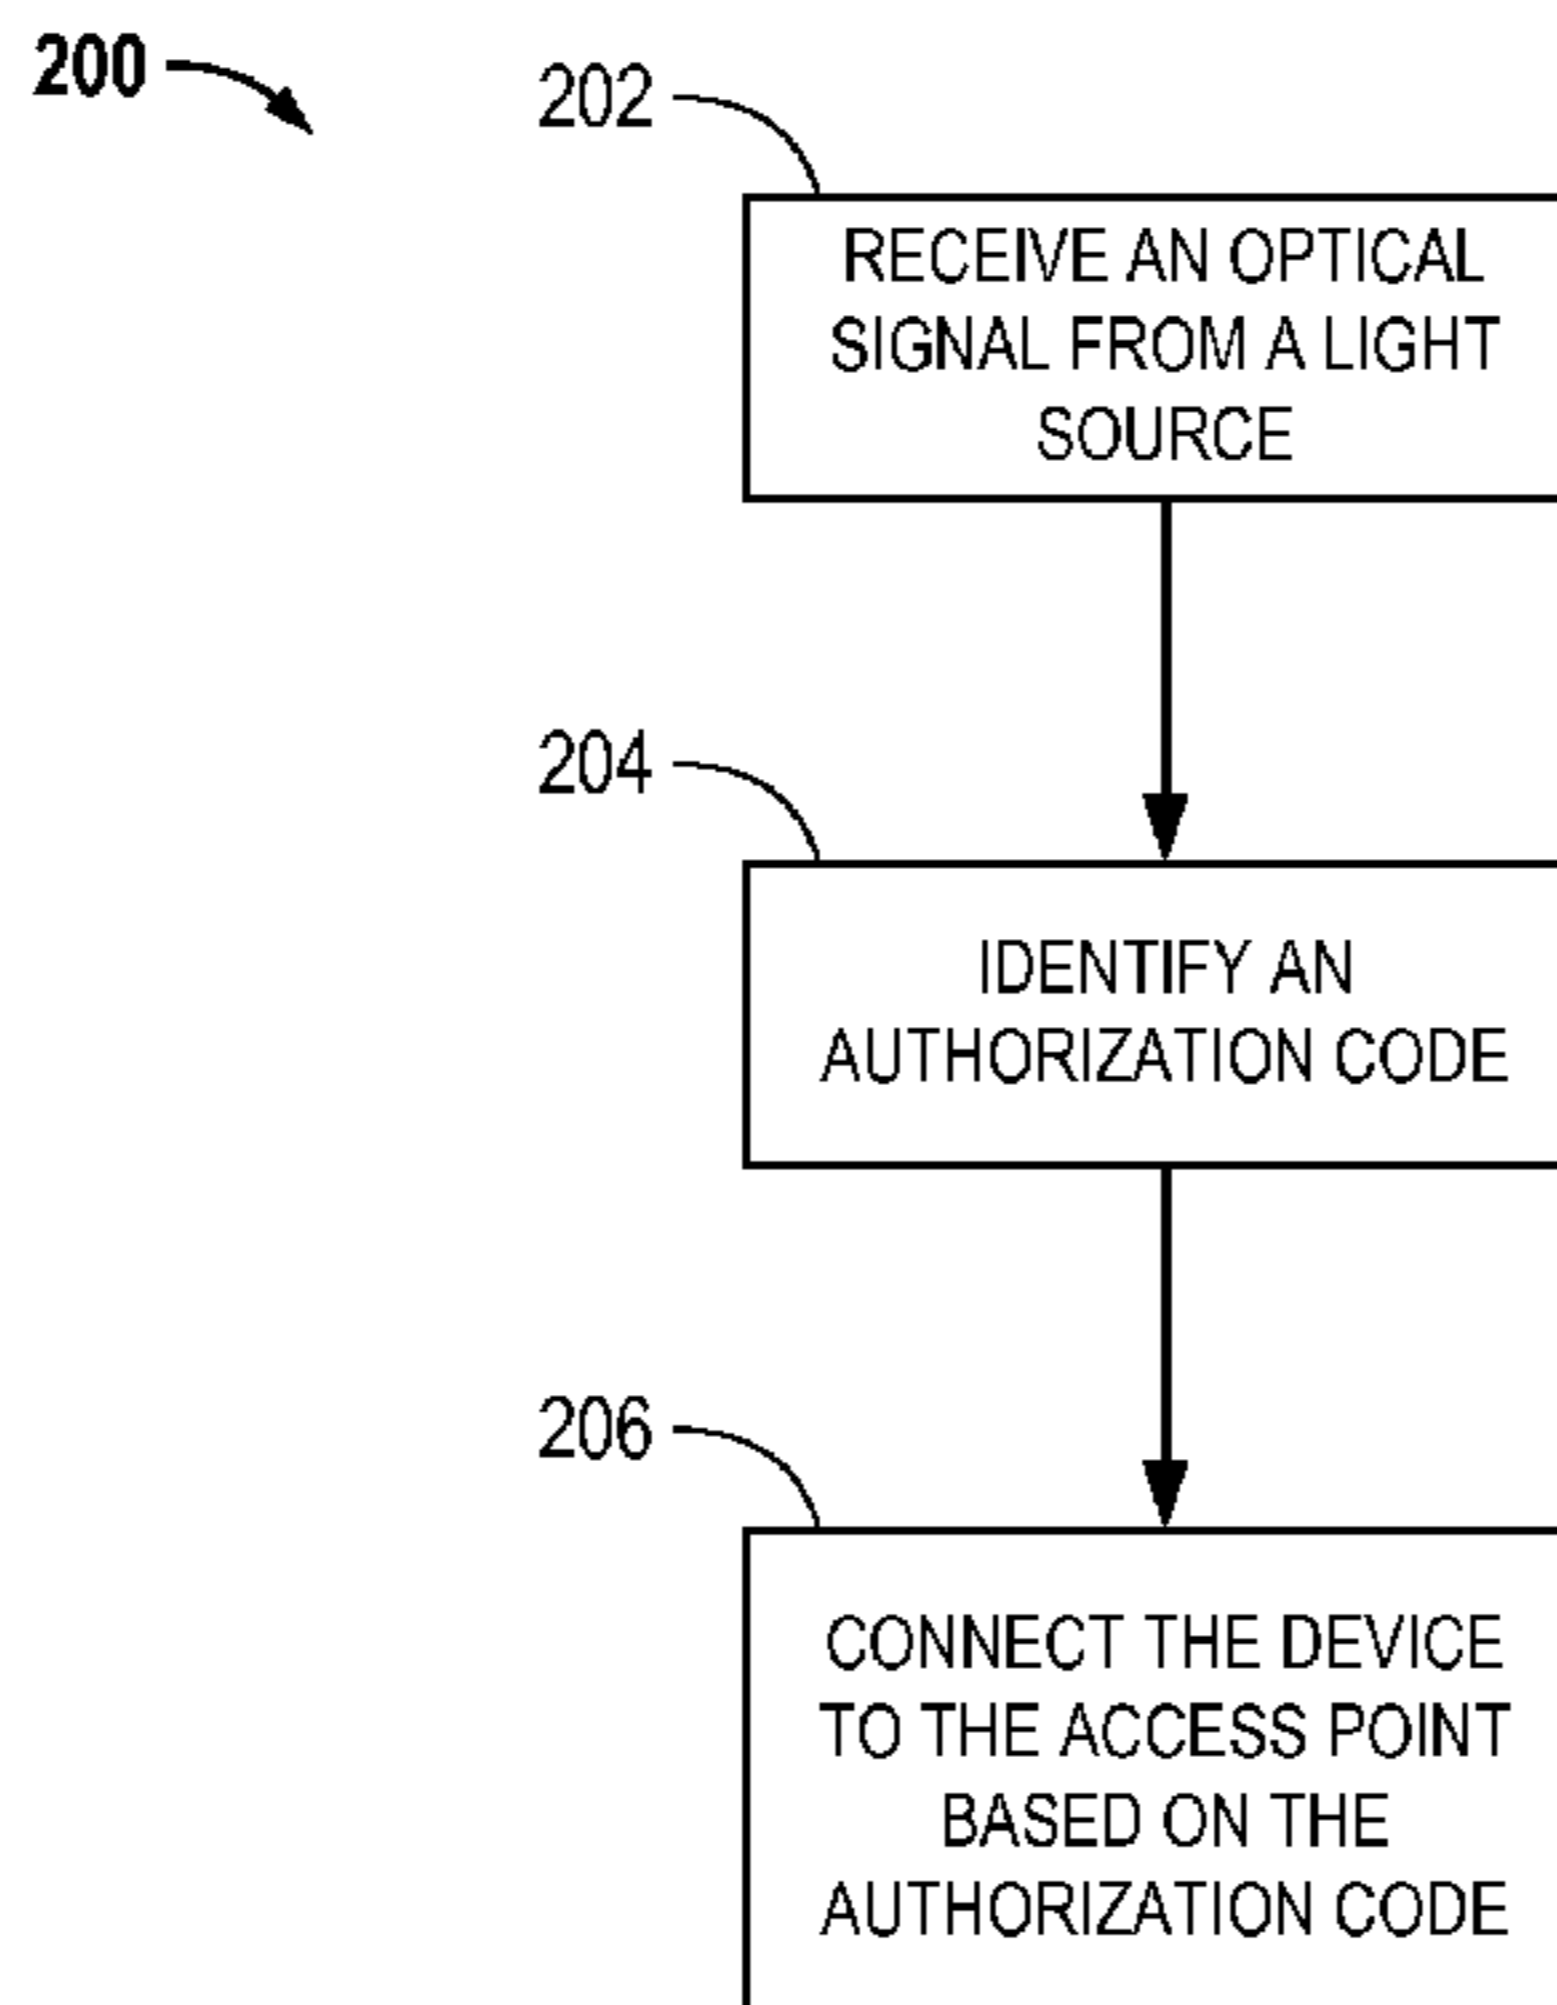 200
202
RECEIVE AN OPTICAL
SIGNAL FROM A LIGHT
SOURCE
204
IDENTIFY AN
AUTHORIZATION CODE
206
CONNECT THE DEVICE
TO THE ACCESS POINT
BASED ON THE
AUTHORIZATION CODE